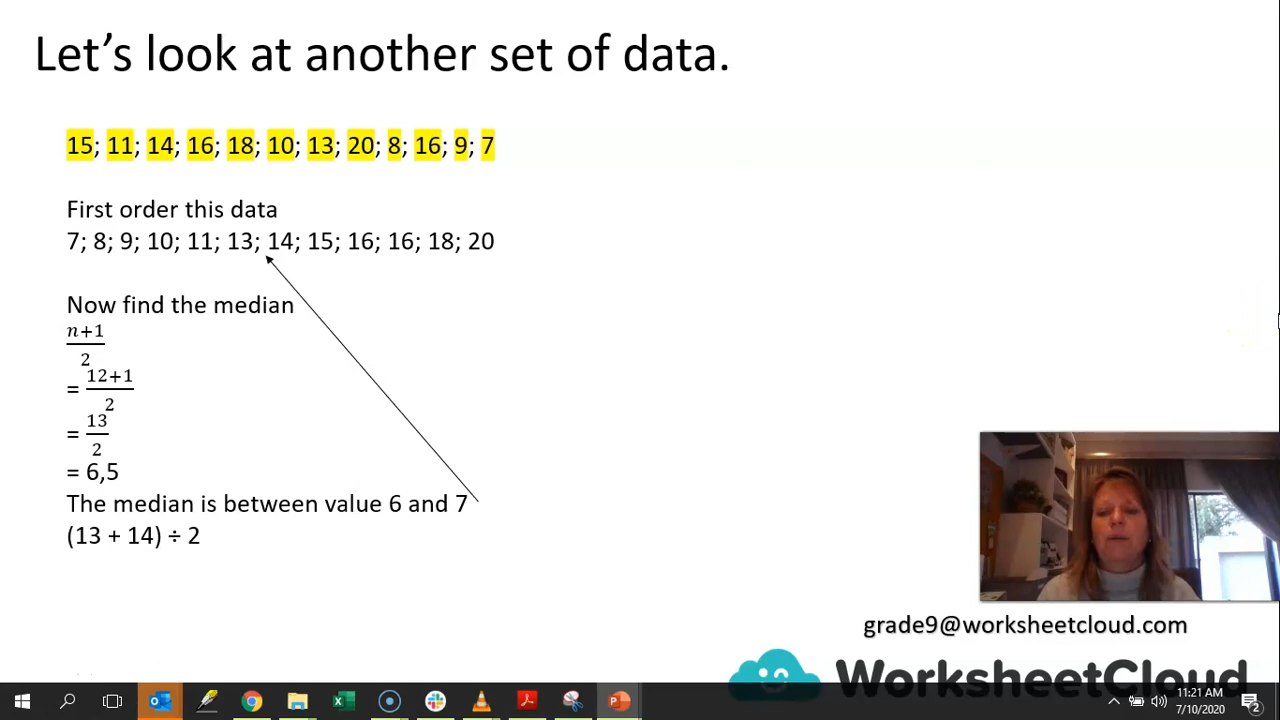 Let's look at another set of data.
15; 11; 14; 16; 18; 10; 13; 20; 8; 16; 9; 7
First order this data
7; 8; 9; 10; 11; 13; 14; 15; 16; 16; 18; 20
Now find the median
n+1
2
= 12+1
2
= 13
2
= 6,5
The median is between value 6 and 7
(13 + 14) ÷ 2
grade9@worksheetcloud.com
WorksheetCloud
11:21 AM
7/10/2020
2